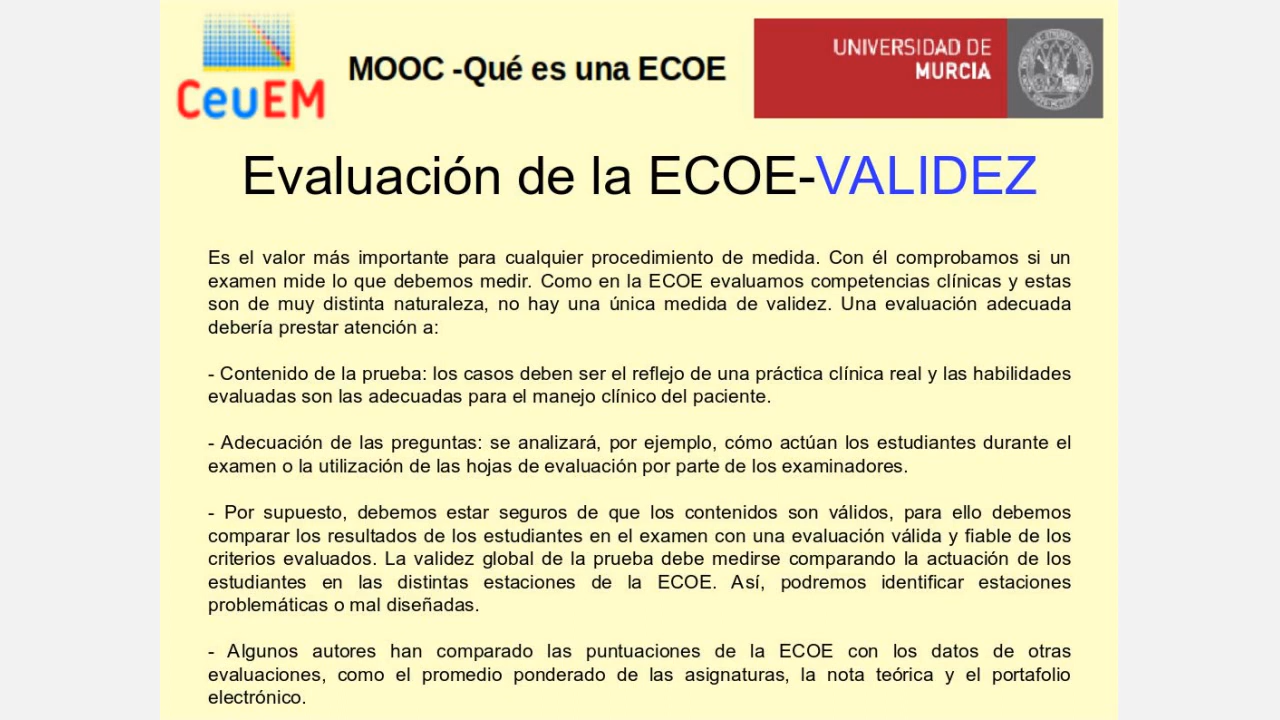 CeuEM
MOOC -Qué es una ECOE
UNIVERSIDAD DE
MURCIA
Evaluación de la ECOE-VALIDEZ
Es el valor más importante para cualquier procedimiento de medida. Con él comprobamos si un
examen mide lo que debemos medir. Como en la ECOE evaluamos competencias clínicas y estas
son de muy distinta naturaleza, no hay una única medida de validez. Una evaluación adecuada
debería prestar atención a:
- Contenido de la prueba: los casos deben ser el reflejo de una práctica clínica real y las habilidades
evaluadas son las adecuadas para el manejo clínico del paciente.
- Adecuación de las preguntas: se analizará, por ejemplo, cómo actúan los estudiantes durante el
examen o la utilización de las hojas de evaluación por parte de los examinadores.
- Por supuesto, debemos estar seguros de que los contenidos son válidos, para ello debemos
comparar los resultados de los estudiantes en el examen con una evaluación válida y fiable de los
criterios evaluados. La validez global de la prueba debe medirse comparando la actuación de los
estudiantes en las distintas estaciones de la ECOE. Así, podremos identificar estaciones
problemáticas o mal diseñadas.
- Algunos autores han comparado las puntuaciones de la ECOE con los datos de otras
evaluaciones, como el promedio ponderado de las asignaturas, la nota teórica y el portafolio
electrónico.